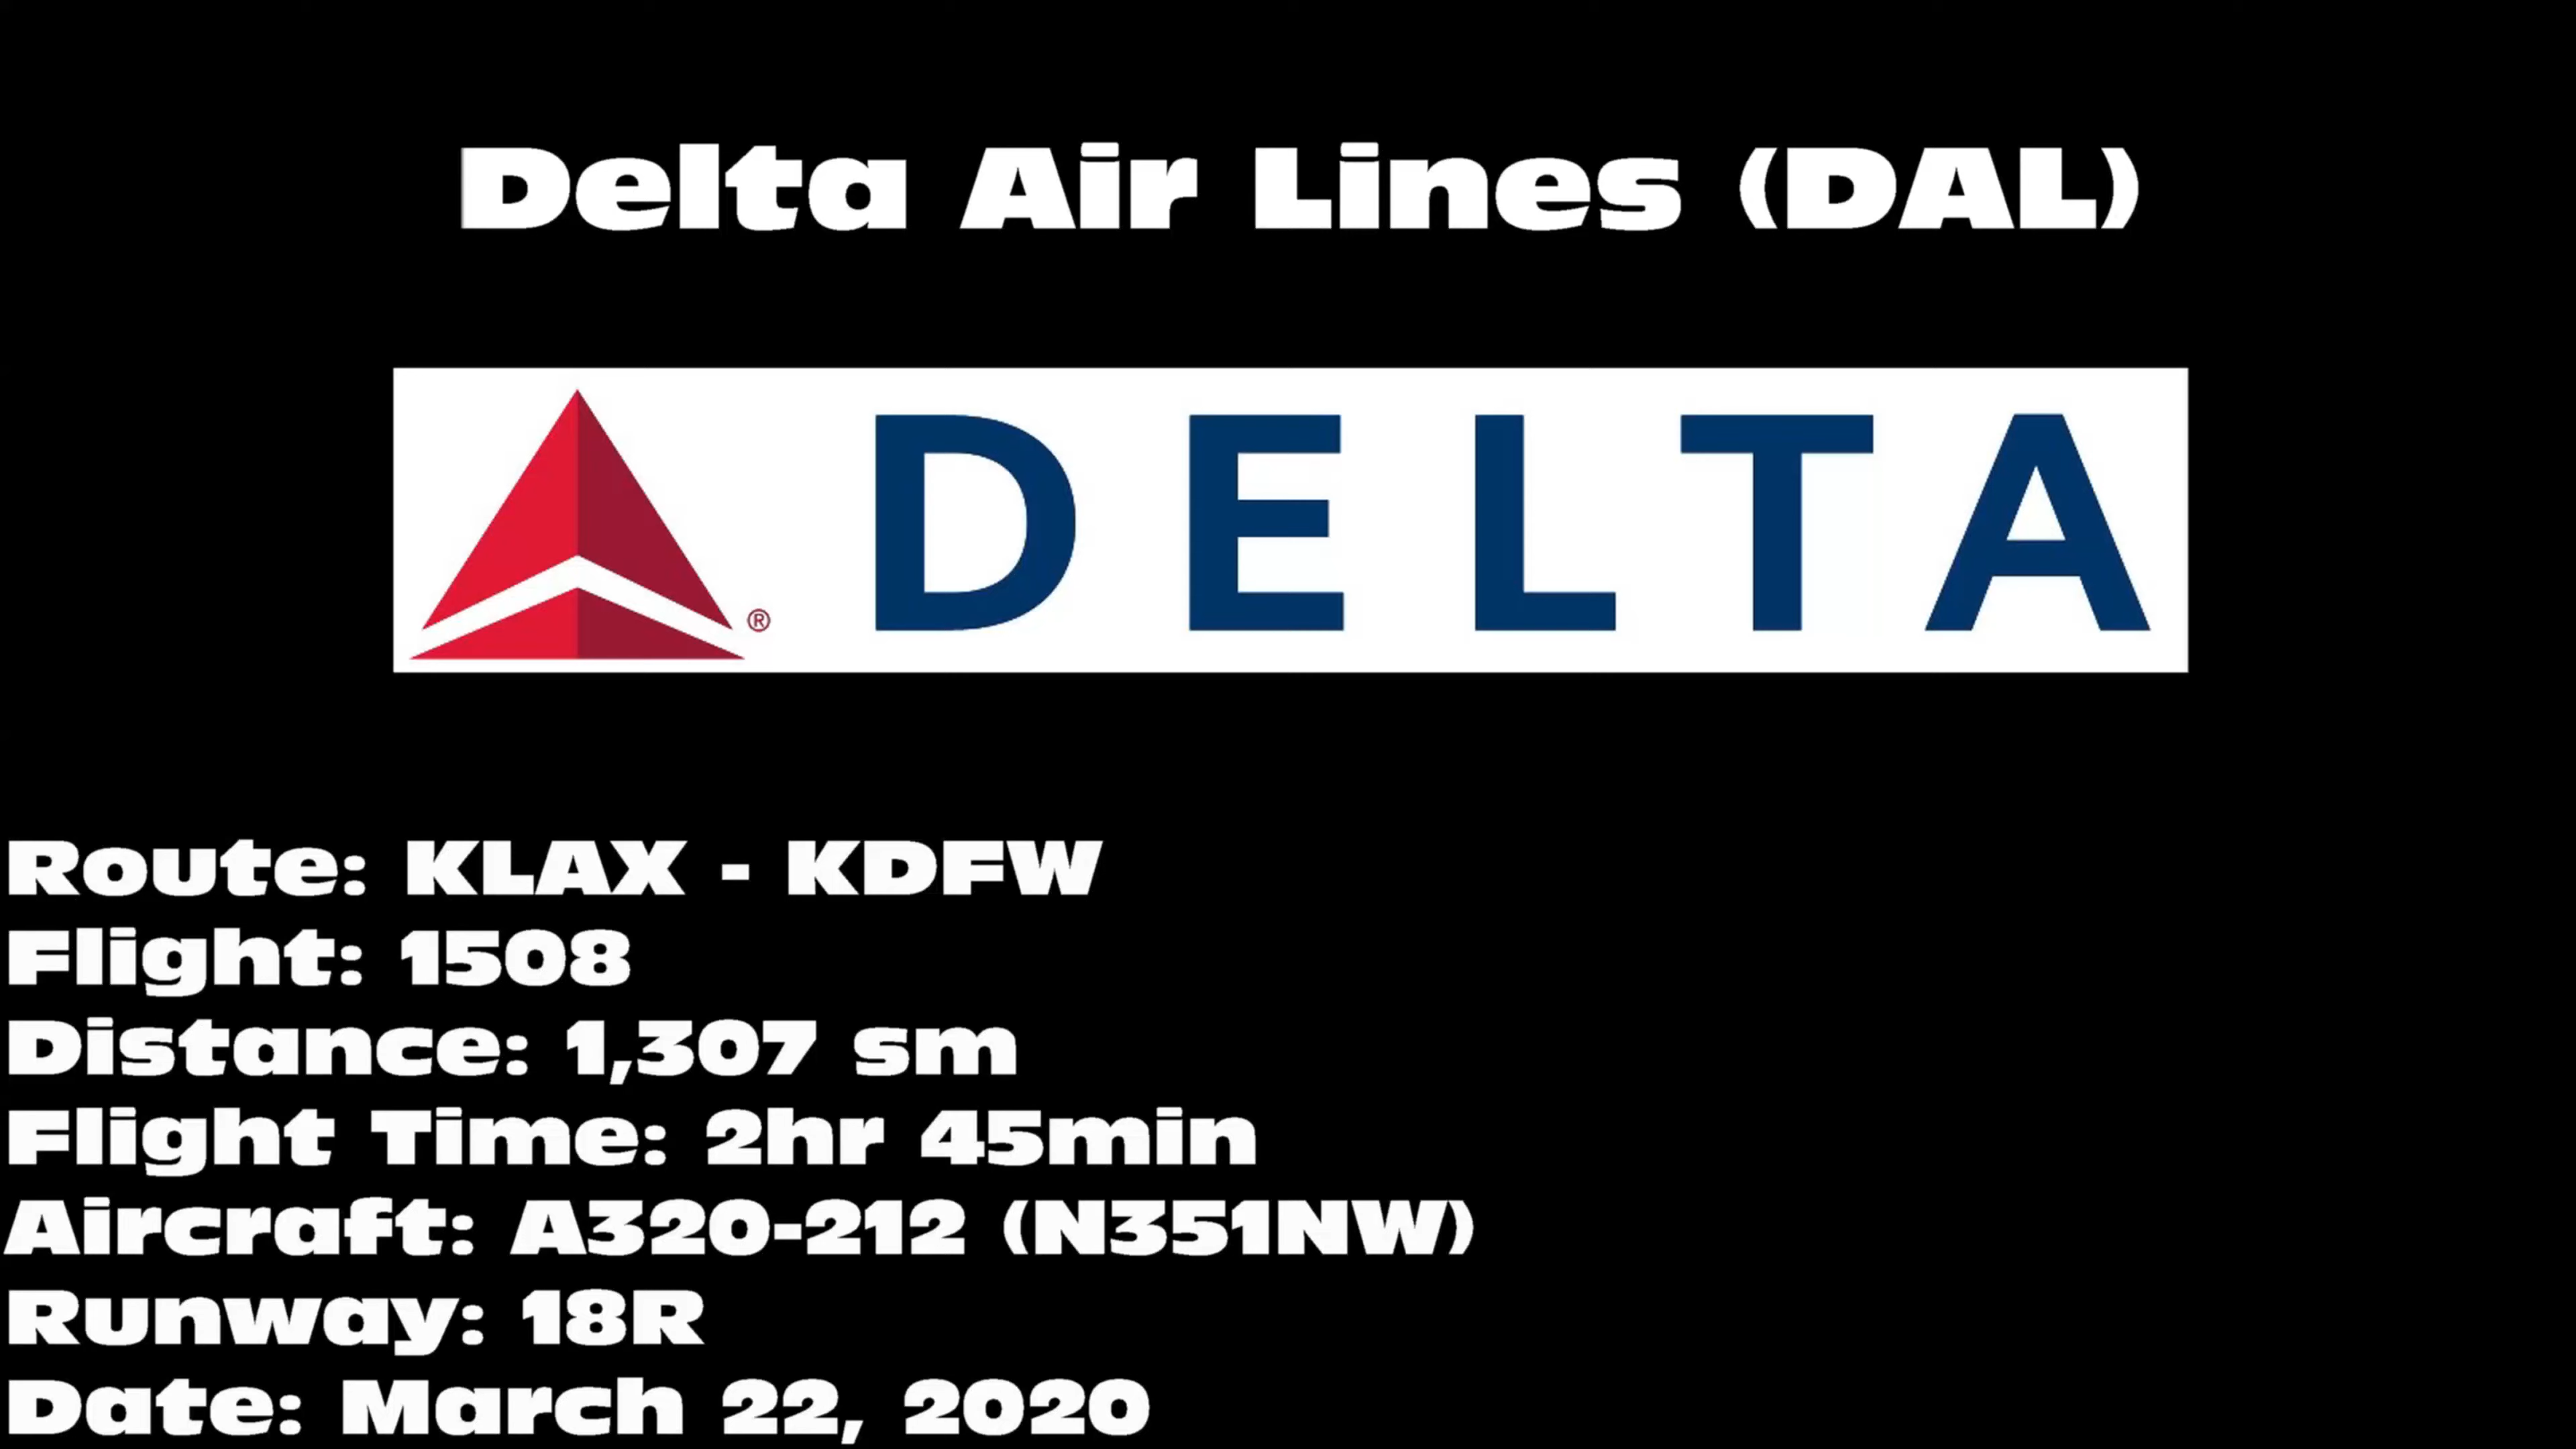 Delta Air Lines (DAL)
® DELTA
Route: KLAX - KDFW
Flight: 1508
Distance: 1,307 sm
Flight Time: 2hr 45min
Aircraft: A320-212 (N351NW)
Runway: 18R
Date: March 22, 2020